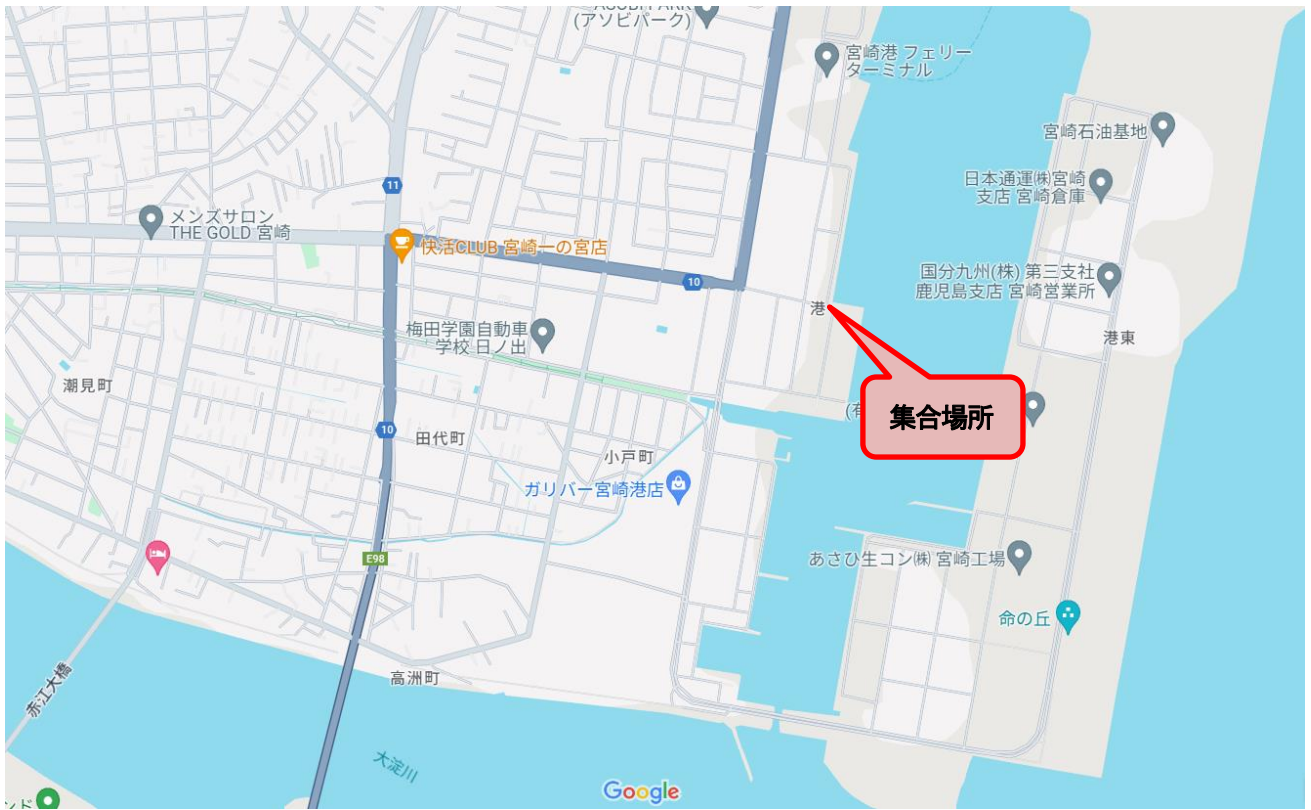 (アソビパーク)
宮崎港 フェリー
ターミナル
宮崎石油基地
日本通運㈱宮崎
支店 宮崎倉庫
11
メンズサロン
THE GOLD 宮崎
快活CLUB 宮崎一の宮店
10
国分九州(株) 第三支社
鹿児島支店 宮崎営業所
港
港東
梅田学園自動車
学校 日ノ出
潮見町
(有
集合場所
10
田代町
小戸町
ガリバー宮崎港店
E98
あさひ生コン㈱ 宮崎工場
命の丘
高洲町
赤江大橋
大淀川
Google
ンド